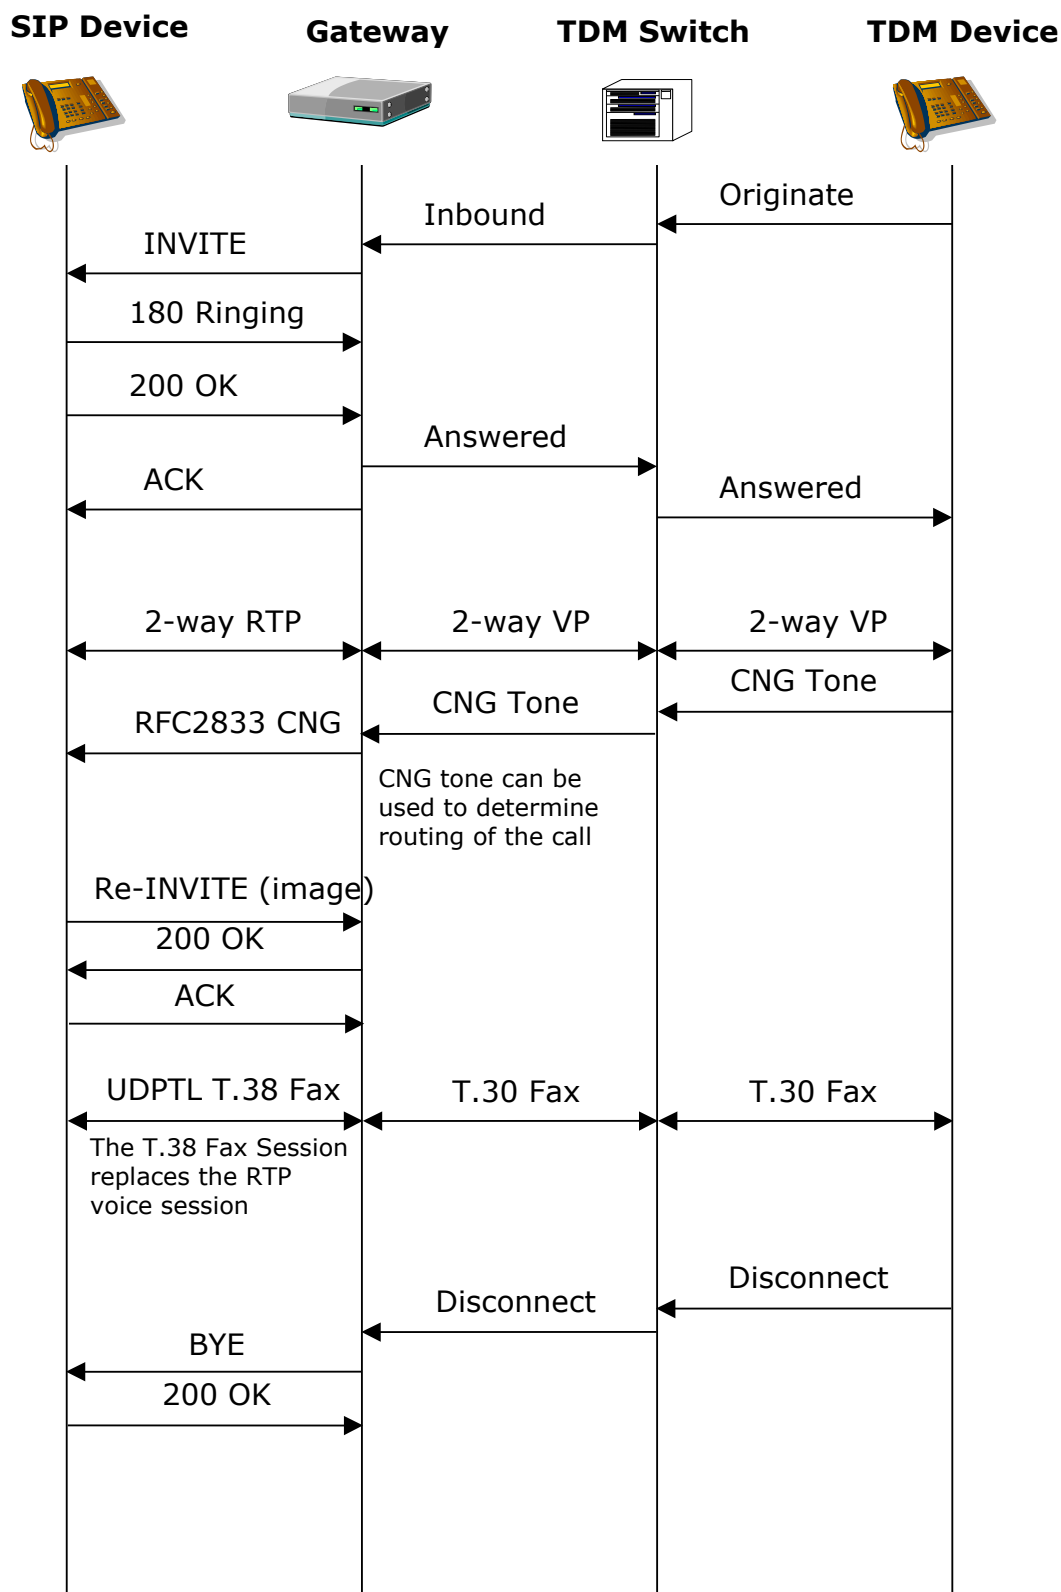 SIP Device
Gateway
TDM Switch
TDM Device
Originate
Inbound
INVITE
180 Ringing
200 OK
Answered
ACK
Answered
2-way RTP
2-way VP
2-way VP
CNG Tone
CNG Tone
RFC2833 CNG
CNG tone can be
used to determine
routing of the call
Re-INVITE (image)
200 OK
ACK
UDPTL T.38 Fax
T.30 Fax
T.30 Fax
The T.38 Fax Session
replaces the RTP
voice session
Disconnect
Disconnect
BYE
200 OK